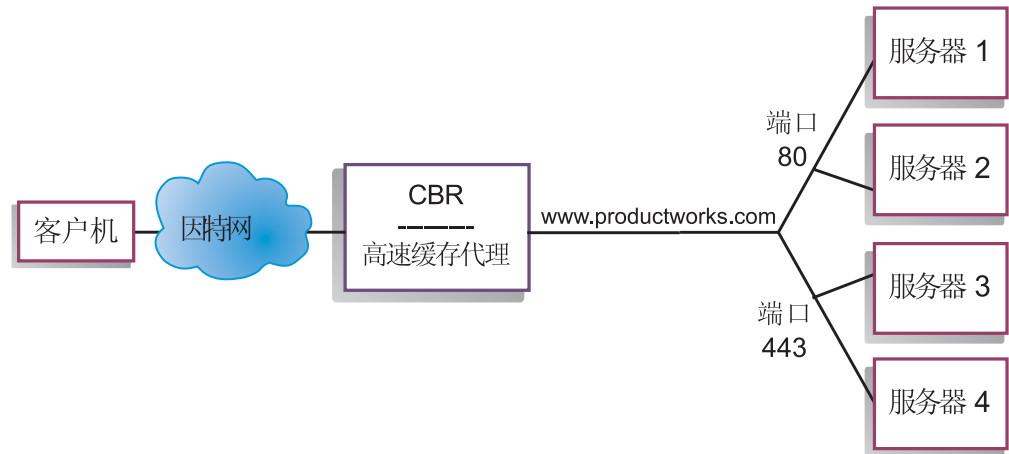 客户机
因特网
CBR
高速缓存代理
www.productworks.com
端口
80
端口
443
服务器 1
服务器 2
服务器 3
服务器 4